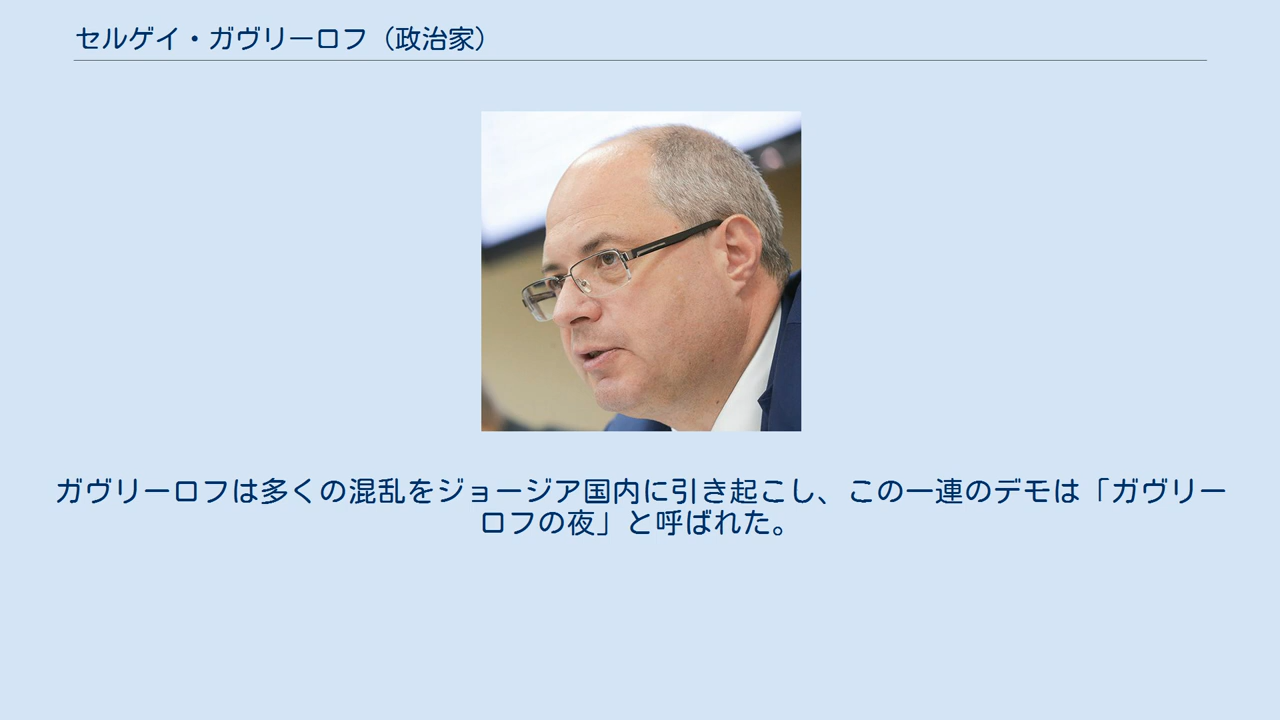 セルゲイ・ガヴリーロフ（政治家）
ガヴリーロフは多くの混乱をジョージア国内に引き起こし、この一連のデモは「ガヴリー
ロフの夜」と呼ばれた。